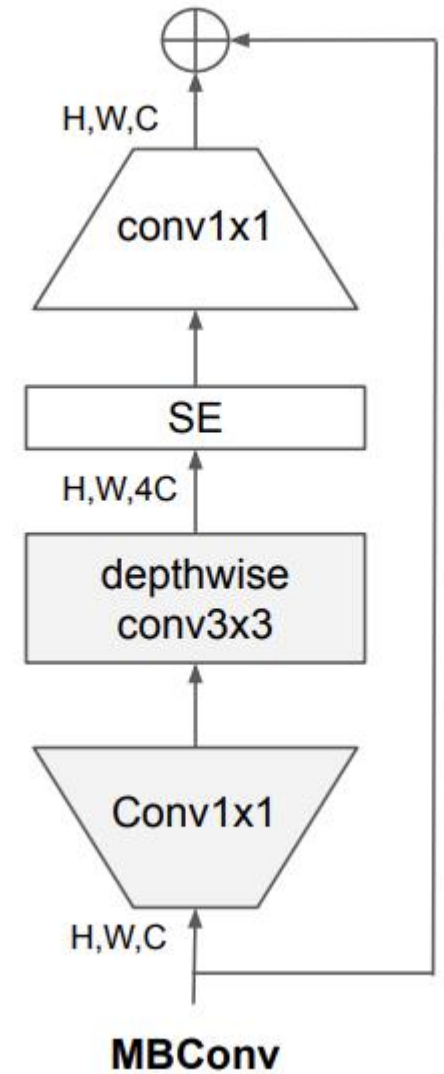 H,W,C
conv1x1
SE
H,W,4C
depthwise
conv3x3
Conv1x1
H,W,C
MBConv